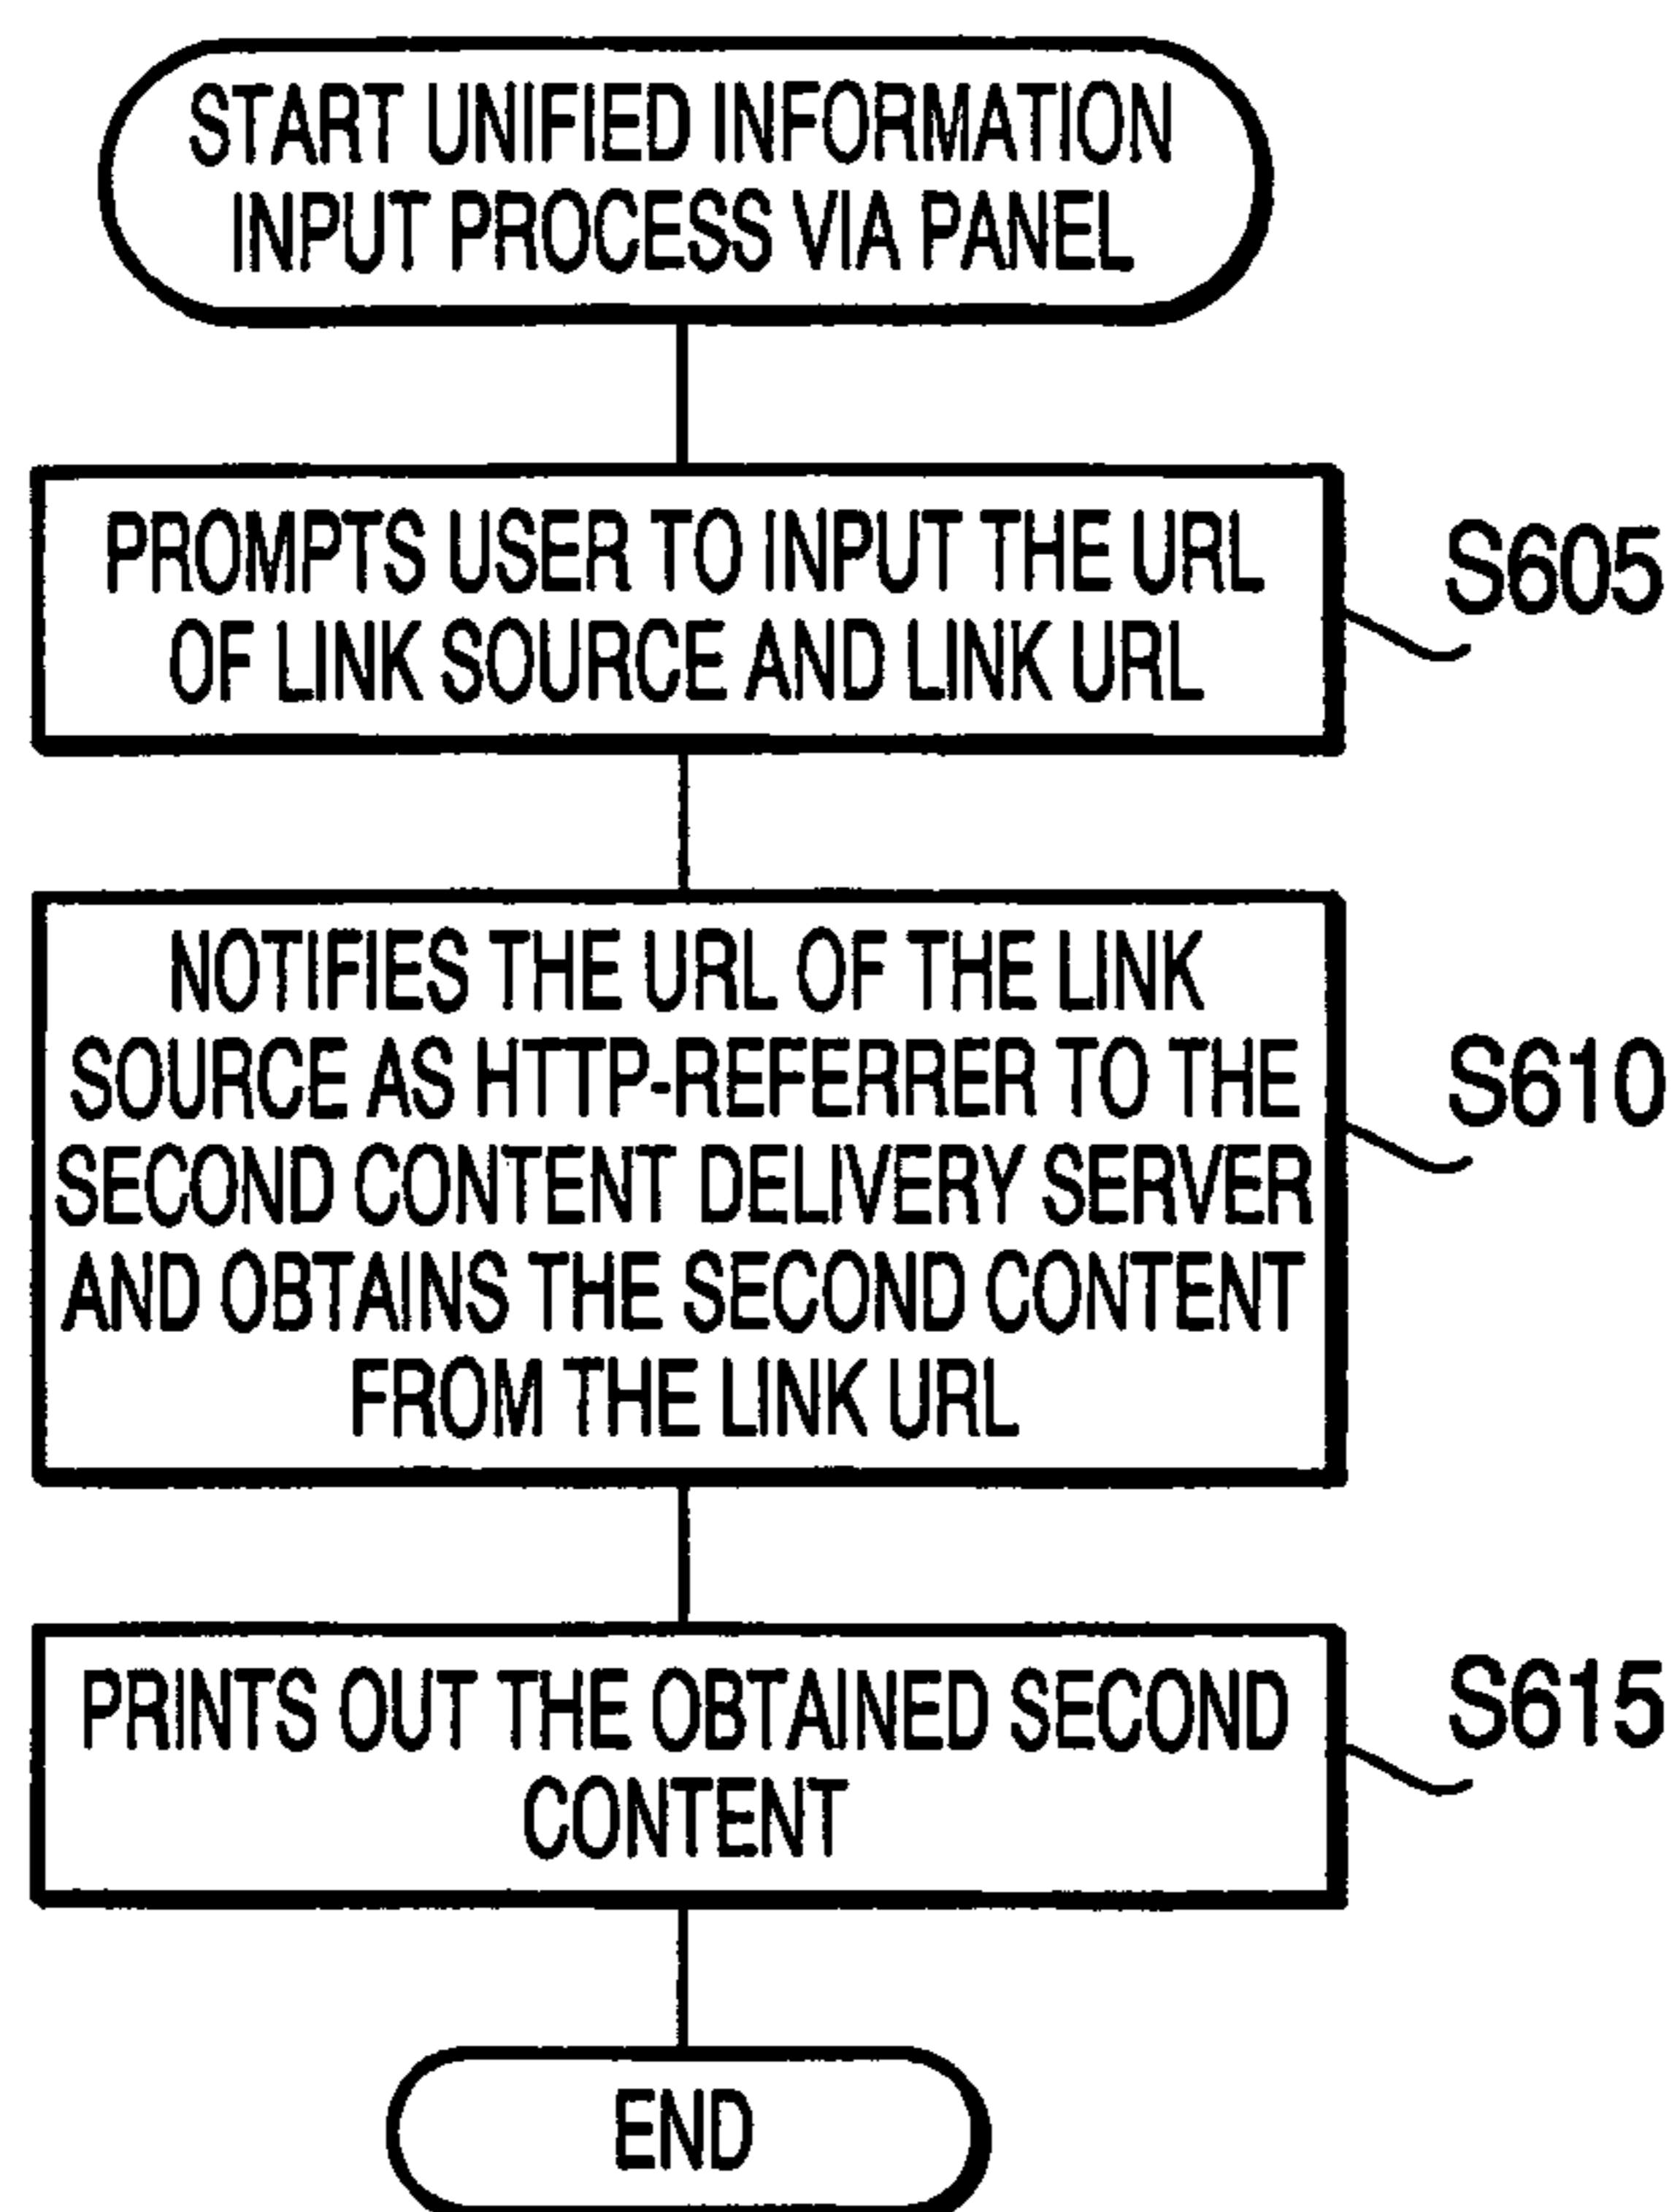 START UNIFIED INFORMATION
INPUT PROCESS VIA PANEL
PROMPTS USER TO INPUT THE URL
OF LINK SOURCE AND LINK URL
S605
NOTIFIES THE URL OF THE LINK
SOURCE AS HTTP-REFERRER TO THE
SECOND CONTENT DELIVERY SERVER
AND OBTAINS THE SECOND CONTENT
FROM THE LINK URL
S610
PRINTS OUT THE OBTAINED SECOND
CONTENT
S615
END